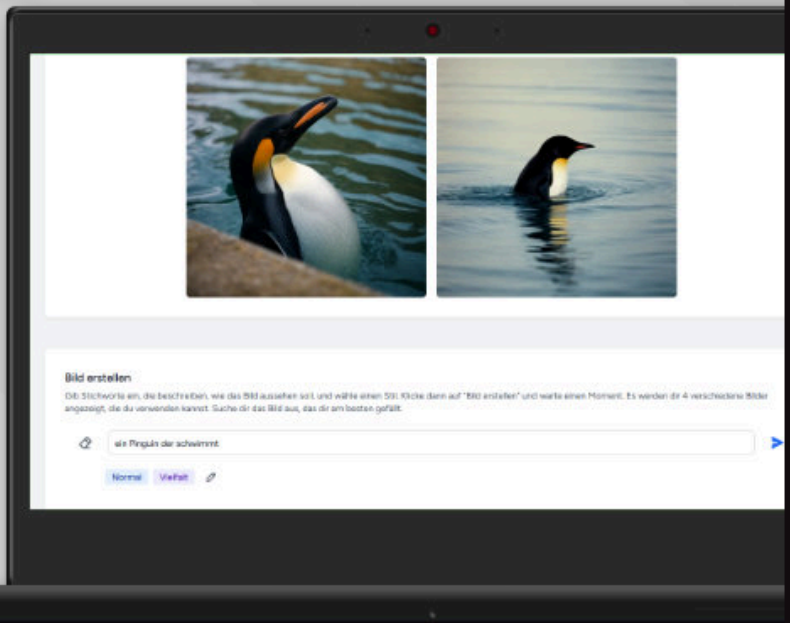 Bild erstellen
Gib Stichworte ein, die beschreiben, wie das Bild aussehen soll, und wähle einen Stil. Klicke dann auf "Bild erstellen" und warte einen Moment. Es werden dir 4 verschiedene Bilder
angezeigt, die du verwenden kannst. Suche dir das Bild aus, das dir am besten gefällt.
ein Pinguin der schwimmt
Normal Vielfalt